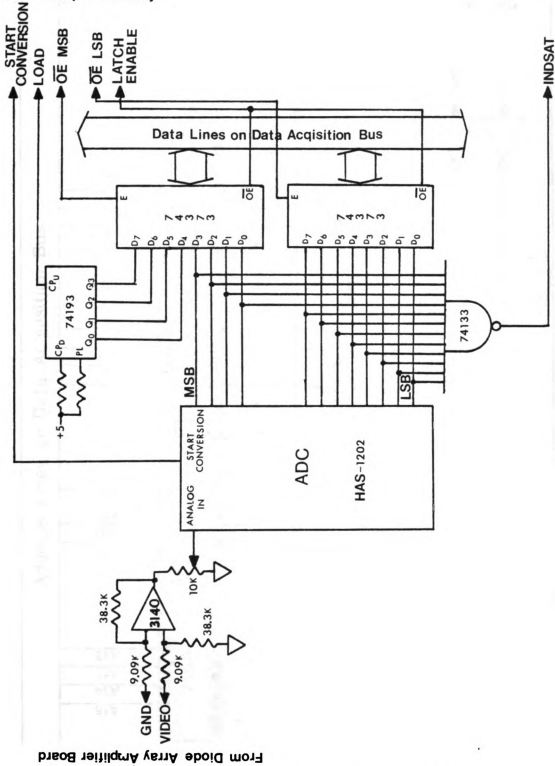 START
CONVERSION
LOAD
OE MSB
OE LSB
LATCH
ENABLE
INDSAT
Data Lines on Data Acqisition Bus
E
74373
OE
D7
D6
D5
D4
D3
D2
D1
D0
E
74373
OE
D7
D6
D5
D4
D3
D2
D1
D0
CPU
74193
CPD
PL
Q3
Q2
Q1
Q0
+5
74133
MSB
LSB
START
CONVERSION
ANALOG
IN
ADC
HAS-1202
38.3K
3140
10K
9.09K
9.09K
38.3K
GND
VIDEO
From Diode Array Amplifier Board